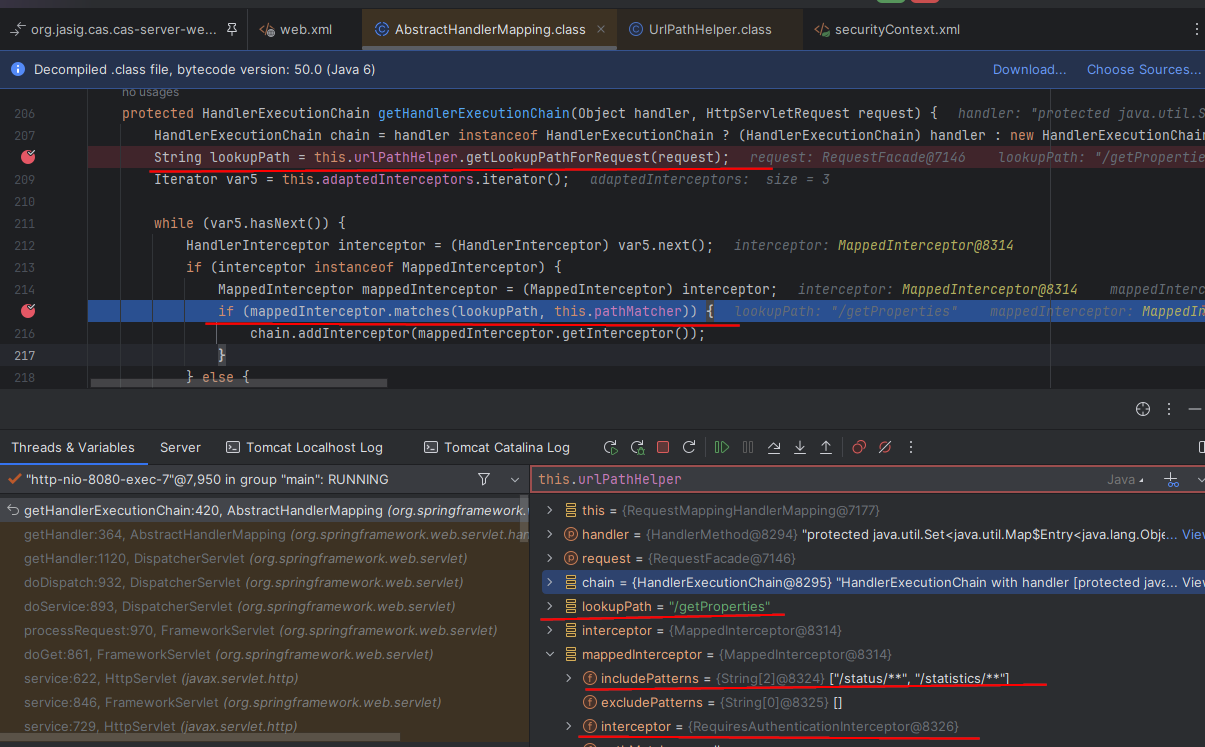 org.jasig.cas.cas-server-we... web.xml AbstractHandlerMapping.class UrlPathHelper.class securityContext.xml
Decompiled .class file, bytecode version: 50.0 (Java 6) Download... Choose Sources...
no usages
206 protected HandlerExecutionChain getHandlerExecutionChain(Object handler, HttpServletRequest request) { handler: "protected java.util.S
207 HandlerExecutionChain chain = handler instanceof HandlerExecutionChain ? (HandlerExecutionChain) handler : new HandlerExecutionChain
String lookupPath = this.urlPathHelper.getLookupPathForRequest(request); request: RequestFacade@7146 lookupPath: "/getPropertie
209 Iterator var5 = this.adaptedInterceptors.iterator(); adaptedInterceptors: size = 3
210
211 while (var5.hasNext()) {
212 HandlerInterceptor interceptor = (HandlerInterceptor) var5.next(); interceptor: MappedInterceptor@8314
213 if (interceptor instanceof MappedInterceptor) {
214 MappedInterceptor mappedInterceptor = (MappedInterceptor) interceptor; interceptor: MappedInterceptor@8314 mappedInterc
if (mappedInterceptor.matches(lookupPath, this.pathMatcher)) { lookupPath: "/getProperties" mappedInterceptor: MappedIn
216 chain.addInterceptor(mappedInterceptor.getInterceptor());
217 }
218 } else {
Threads & Variables Server Tomcat Localhost Log Tomcat Catalina Log
"http-nio-8080-exec-7"@7,950 in group "main": RUNNING
this.urlPathHelper Java
getHandlerExecutionChain:420, AbstractHandlerMapping (org.springframework.
getHandler:364, AbstractHandlerMapping (org.springframework.web.servlet.han
getHandler:1120, DispatcherServlet (org.springframework.web.servlet)
doDispatch:932, DispatcherServlet (org.springframework.web.servlet)
doService:893, DispatcherServlet (org.springframework.web.servlet)
processRequest:970, FrameworkServlet (org.springframework.web.servlet)
doGet:861, FrameworkServlet (org.springframework.web.servlet)
service:622, HttpServlet (javax.servlet.http)
service:846, FrameworkServlet (org.springframework.web.servlet)
service:729, HttpServlet (javax.servlet.http)
this = {RequestMappingHandlerMapping@7177}
handler = {HandlerMethod@8294} "protected java.util.Set<java.util.Map$Entry<java.lang.Obje... View
request = {RequestFacade@7146}
chain = {HandlerExecutionChain@8295} "HandlerExecutionChain with handler [protected java... View
lookupPath = "/getProperties"
interceptor = {MappedInterceptor@8314}
mappedInterceptor = {MappedInterceptor@8314}
includePatterns = {String[2]@8324} ["/status/**", "/statistics/**"]
excludePatterns = {String[0]@8325} []
interceptor = {RequiresAuthenticationInterceptor@8326}